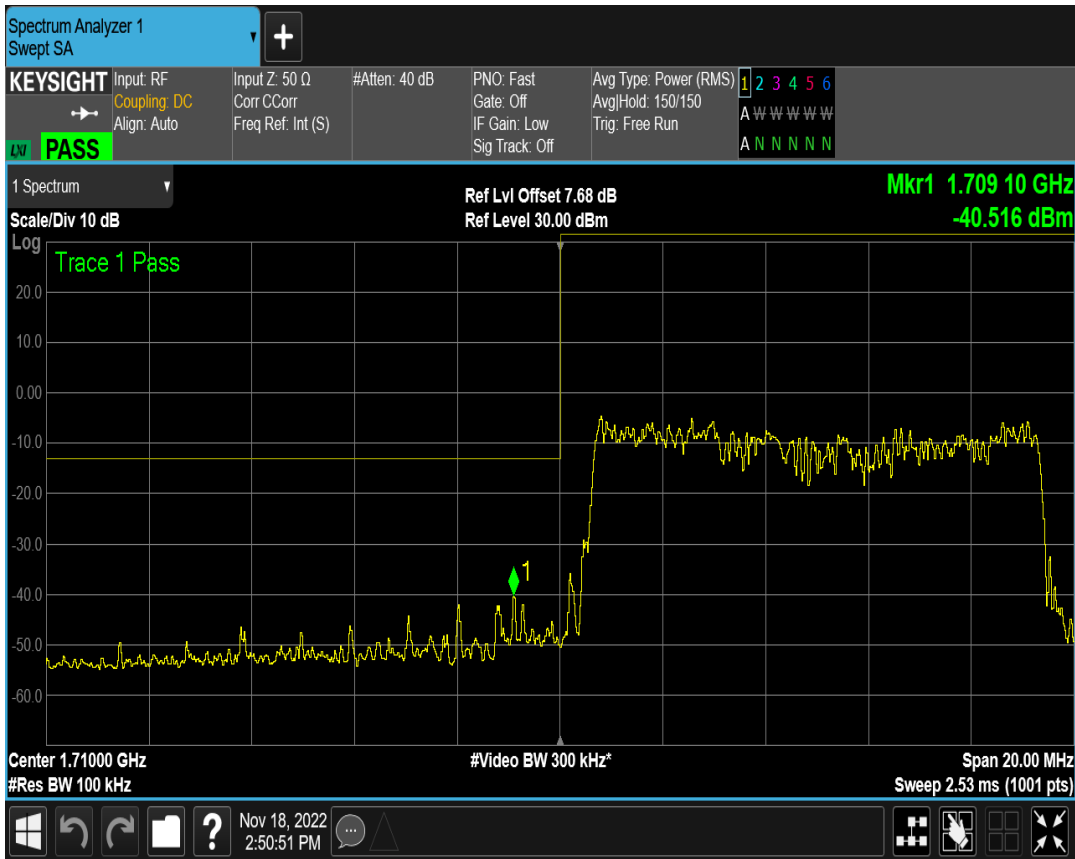 Spectrum Analyzer 1
Swept SA
KEYSIGHT
LXI PASS
Input: RF
Coupling: DC
Align: Auto
Input Z: 50 Ω
Corr CCorr
Freq Ref: Int (S)
#Atten: 40 dB
PNO: Fast
Gate: Off
IF Gain: Low
Sig Track: Off
Avg Type: Power (RMS)
Avg|Hold: 150/150
Trig: Free Run
1 2 3 4 5 6
A W W W W W
A N N N N N
1 Spectrum
Scale/Div 10 dB
Ref Lvl Offset 7.68 dB
Ref Level 30.00 dBm
Mkr1 1.709 10 GHz
-40.516 dBm
Log
Trace 1 Pass
20.0
10.0
0.00
-10.0
-20.0
-30.0
-40.0
-50.0
-60.0
1
Center 1.71000 GHz
#Res BW 100 kHz
#Video BW 300 kHz*
Span 20.00 MHz
Sweep 2.53 ms (1001 pts)
?
Nov 18, 2022
2:50:51 PM